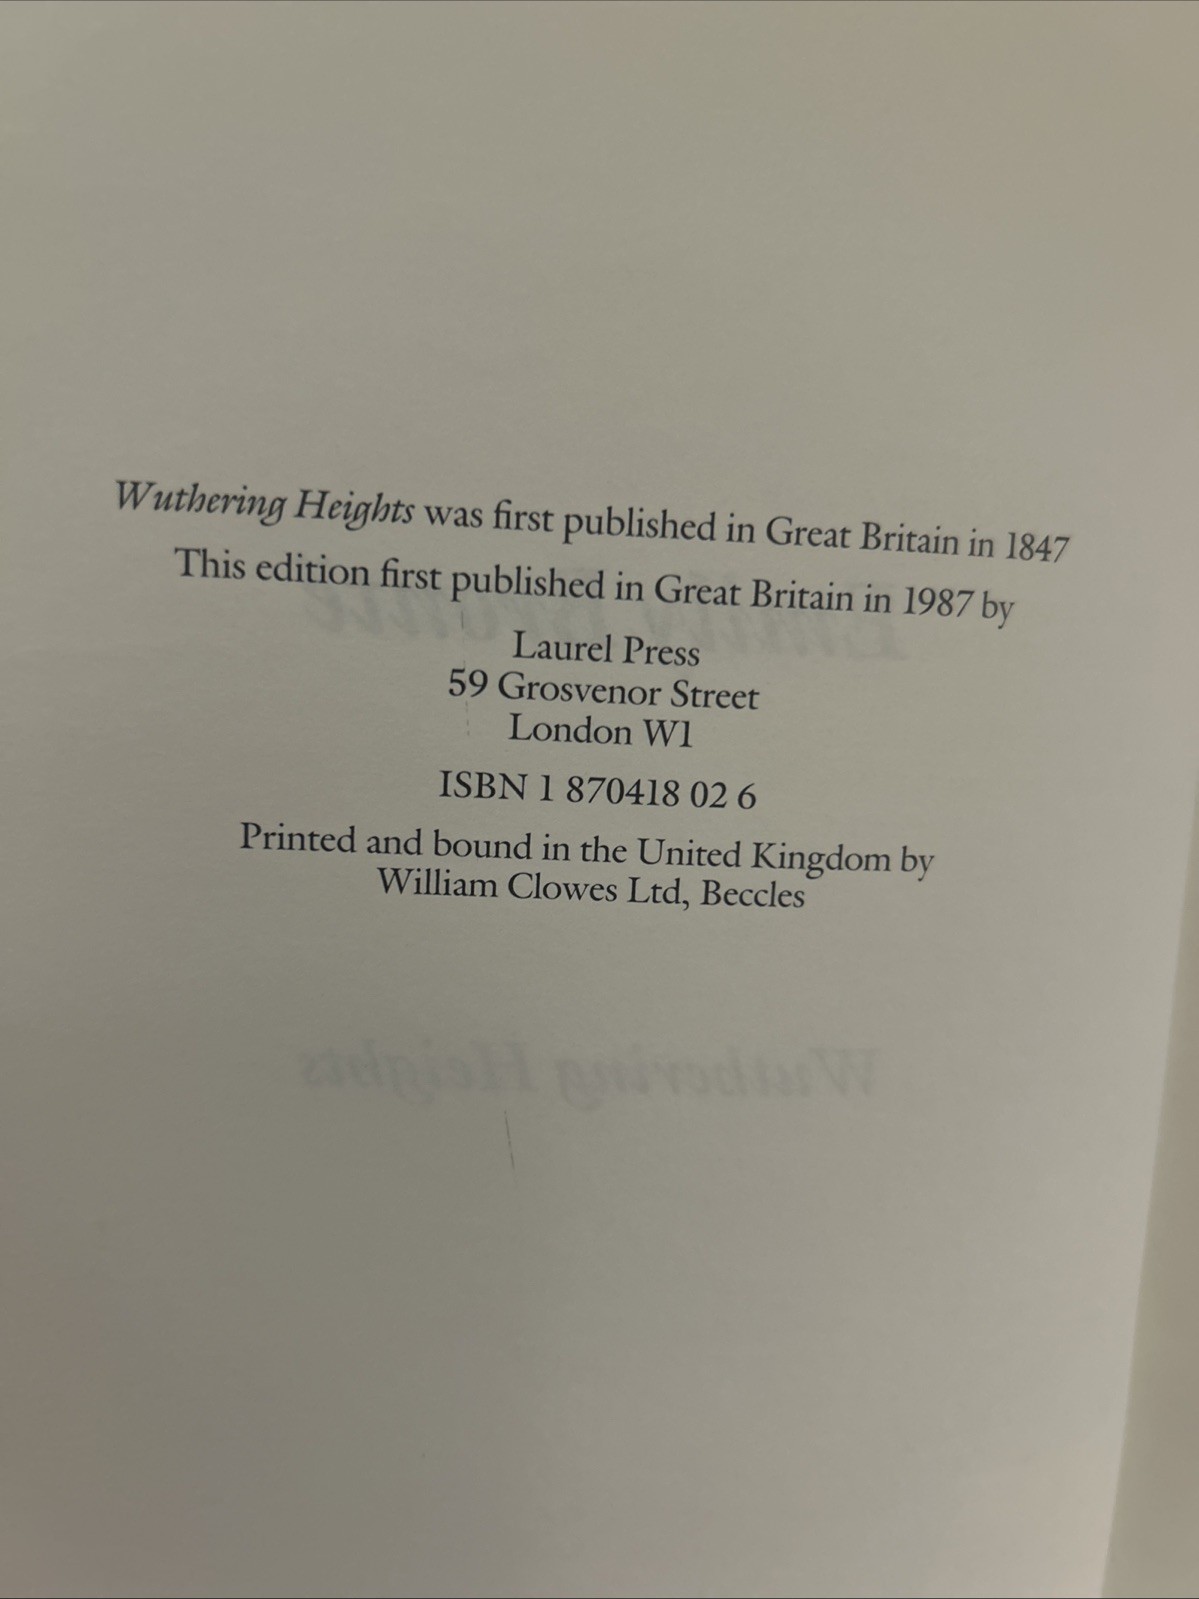 Wuthering Heights was first published in Great Britain in 1847
This edition first published in Great Britain in 1987 by
Laurel Press
59 Grosvenor Street
London W1
ISBN 1 870418 02 6
Printed and bound in the United Kingdom by
William Clowes Ltd, Beccles
Wuthering Heights